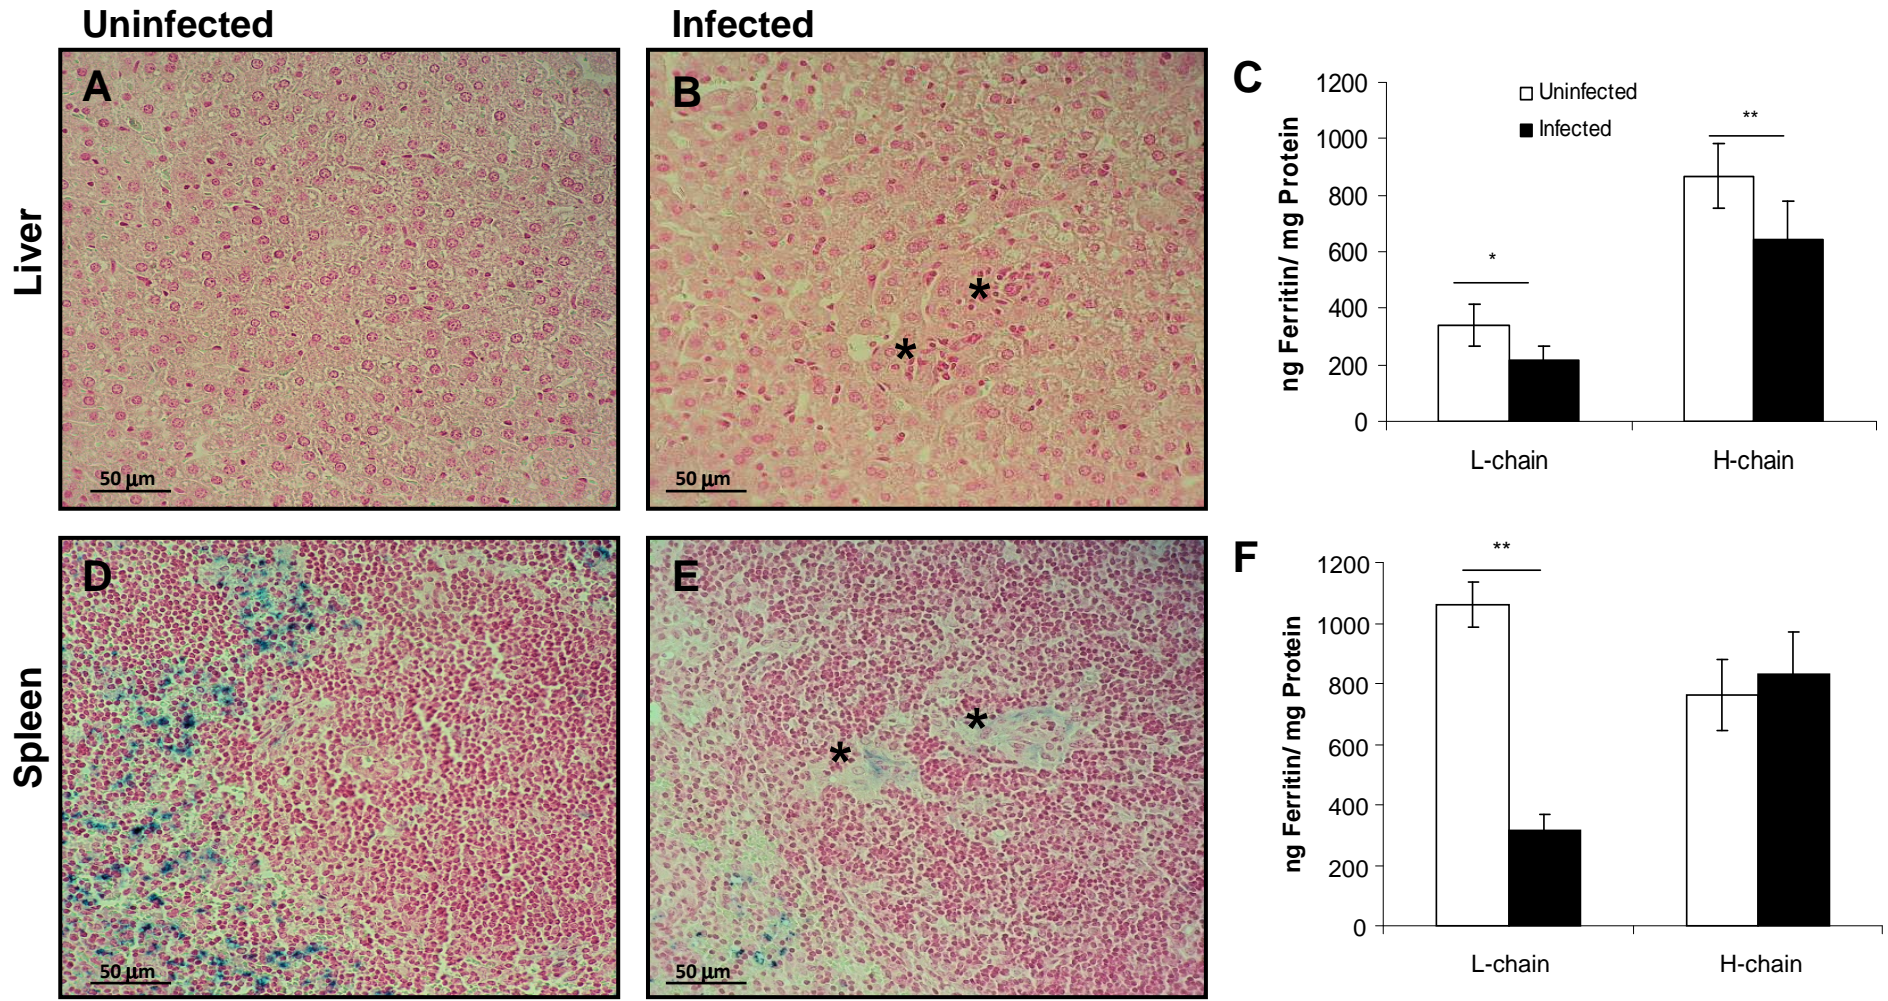 Uninfected
Infected
Liver
A
50 µm
B
*
*
50 µm
C
ng Ferritin/ mg Protein
1200
1000
800
600
400
200
0
Uninfected
Infected
*
**
L-chain
H-chain
Spleen
D
50 µm
E
*
*
50 µm
F
ng Ferritin/ mg Protein
1200
1000
800
600
400
200
0
**
L-chain
H-chain